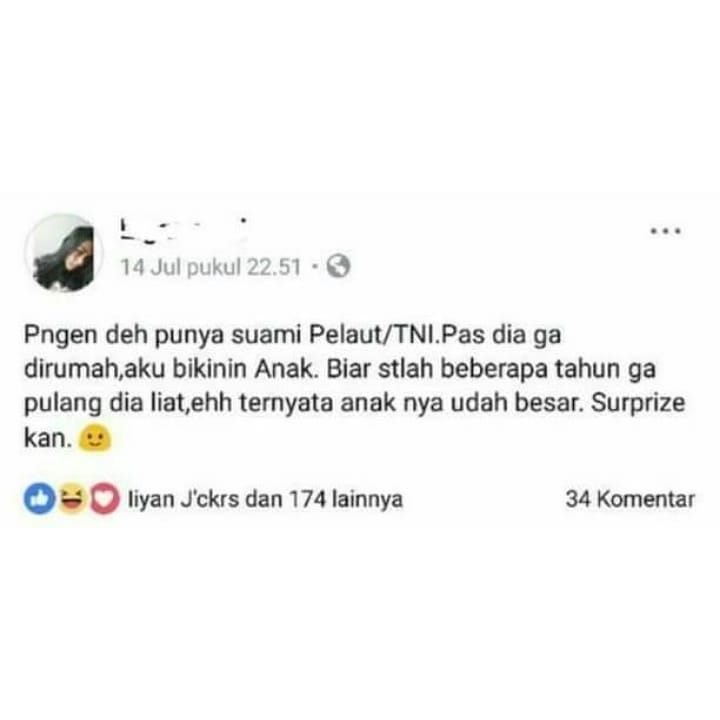 14 Jul pukul 22.51
Pngen deh punya suami Pelaut/TNI.Pas dia ga
dirumah,aku bikinin Anak. Biar stlah beberapa tahun ga
pulang dia liat,ehh ternyata anak nya udah besar. Surprize
kan. 🙂
Iiyan J'ckrs dan 174 lainnya
34 Komentar